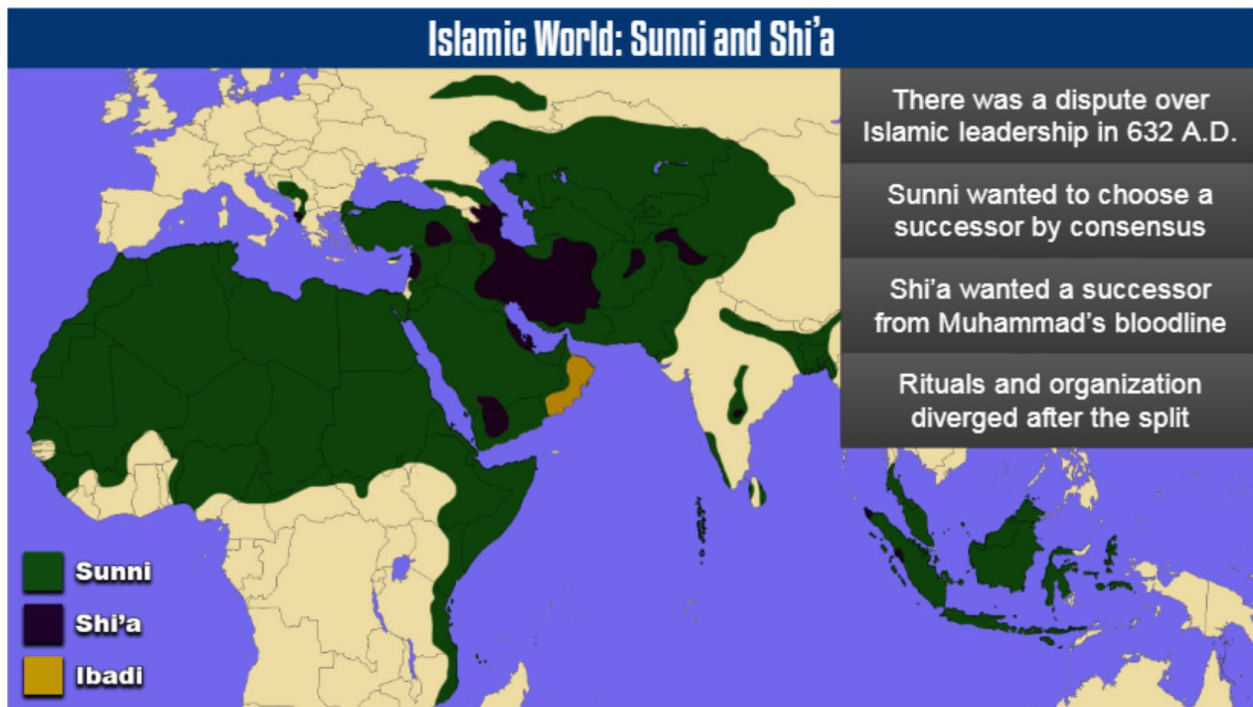 Islamic World: Sunni and Shi'a
There was a dispute over
Islamic leadership in 632 A.D.
Sunni wanted to choose a
successor by consensus
Shi'a wanted a successor
from Muhammad's bloodline
Rituals and organization
diverged after the split
Sunni
Shi'a
Ibadi